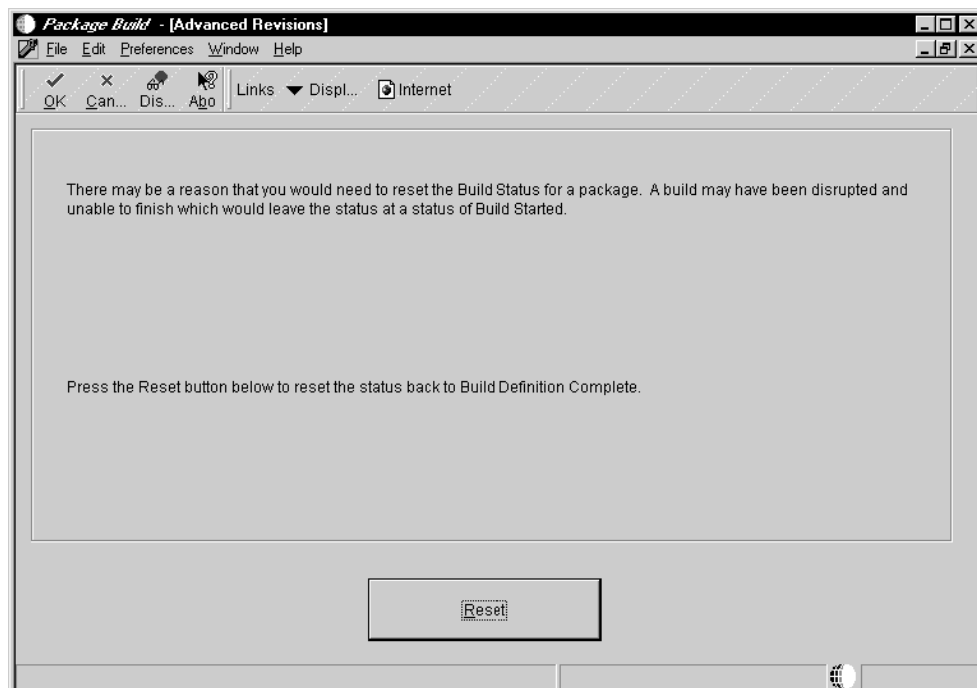 Package Build - [Advanced Revisions]
File Edit Preferences Window Help
OK Can... Dis... Abo Links Displ... Internet
There may be a reason that you would need to reset the Build Status for a package. A build may have been disrupted and
unable to finish which would leave the status at a status of Build Started.
Press the Reset button below to reset the status back to Build Definition Complete.
Reset